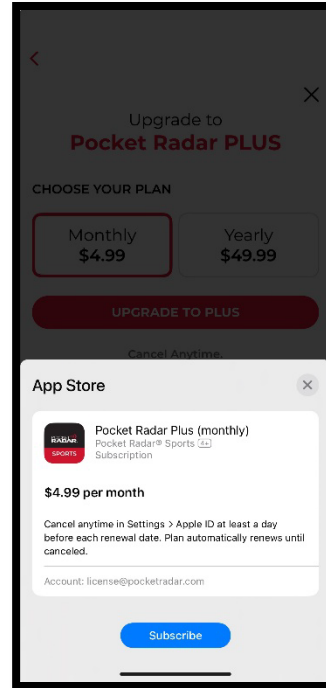 Upgrade to
Pocket Radar PLUS
CHOOSE YOUR PLAN
Monthly
$4.99
Yearly
$49.99
UPGRADE TO PLUS
Cancel Anytime.
App Store
RADAR
SPORTS
Pocket Radar Plus (monthly)
Pocket Radar® Sports 4+
Subscription
$4.99 per month
Cancel anytime in Settings > Apple ID at least a day
before each renewal date. Plan automatically renews until
canceled.
Account: license@pocketradar.com
Subscribe